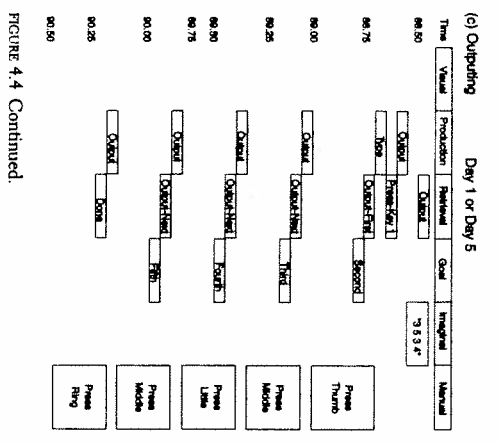 (c) Outputing Day 1 or Day 5
Time Visual Production Retrieval Goal Imaginal Manual
88.50
Output
"3 5 3 4"
Output
Press-Key 1
Type
88.75
Output-First
Second
Press
Thumb
89.00
Output
Output-Next
Third
89.25
Press
Middle
Output
Output-Next
Fourth
89.50
Press
Little
89.75
Output
Output-Next
Fifth
90.00
Press
Middle
Output
Done
90.25
Press
Ring
90.50
FIGURE 4.4 Continued.